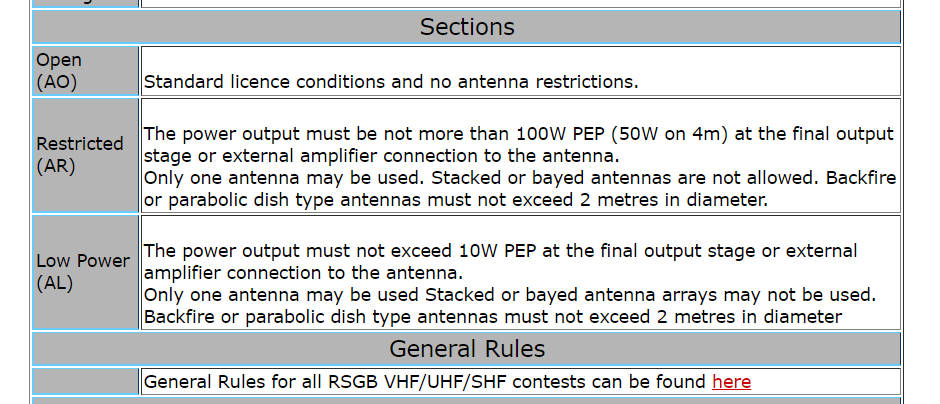 Sections
Open
(AO)
Standard licence conditions and no antenna restrictions.
Restricted
(AR)
The power output must be not more than 100W PEP (50W on 4m) at the final output
stage or external amplifier connection to the antenna.
Only one antenna may be used. Stacked or bayed antennas are not allowed. Backfire
or parabolic dish type antennas must not exceed 2 metres in diameter.
Low Power
(AL)
The power output must not exceed 10W PEP at the final output stage or external
amplifier connection to the antenna.
Only one antenna may be used Stacked or bayed antenna arrays may not be used.
Backfire or parabolic dish type antennas must not exceed 2 metres in diameter
General Rules
General Rules for all RSGB VHF/UHF/SHF contests can be found here